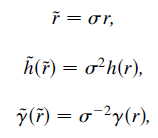 r̃ = σr,
h̃(r̃) = σ²h(r),
γ̃(r̃) = σ⁻²γ(r),